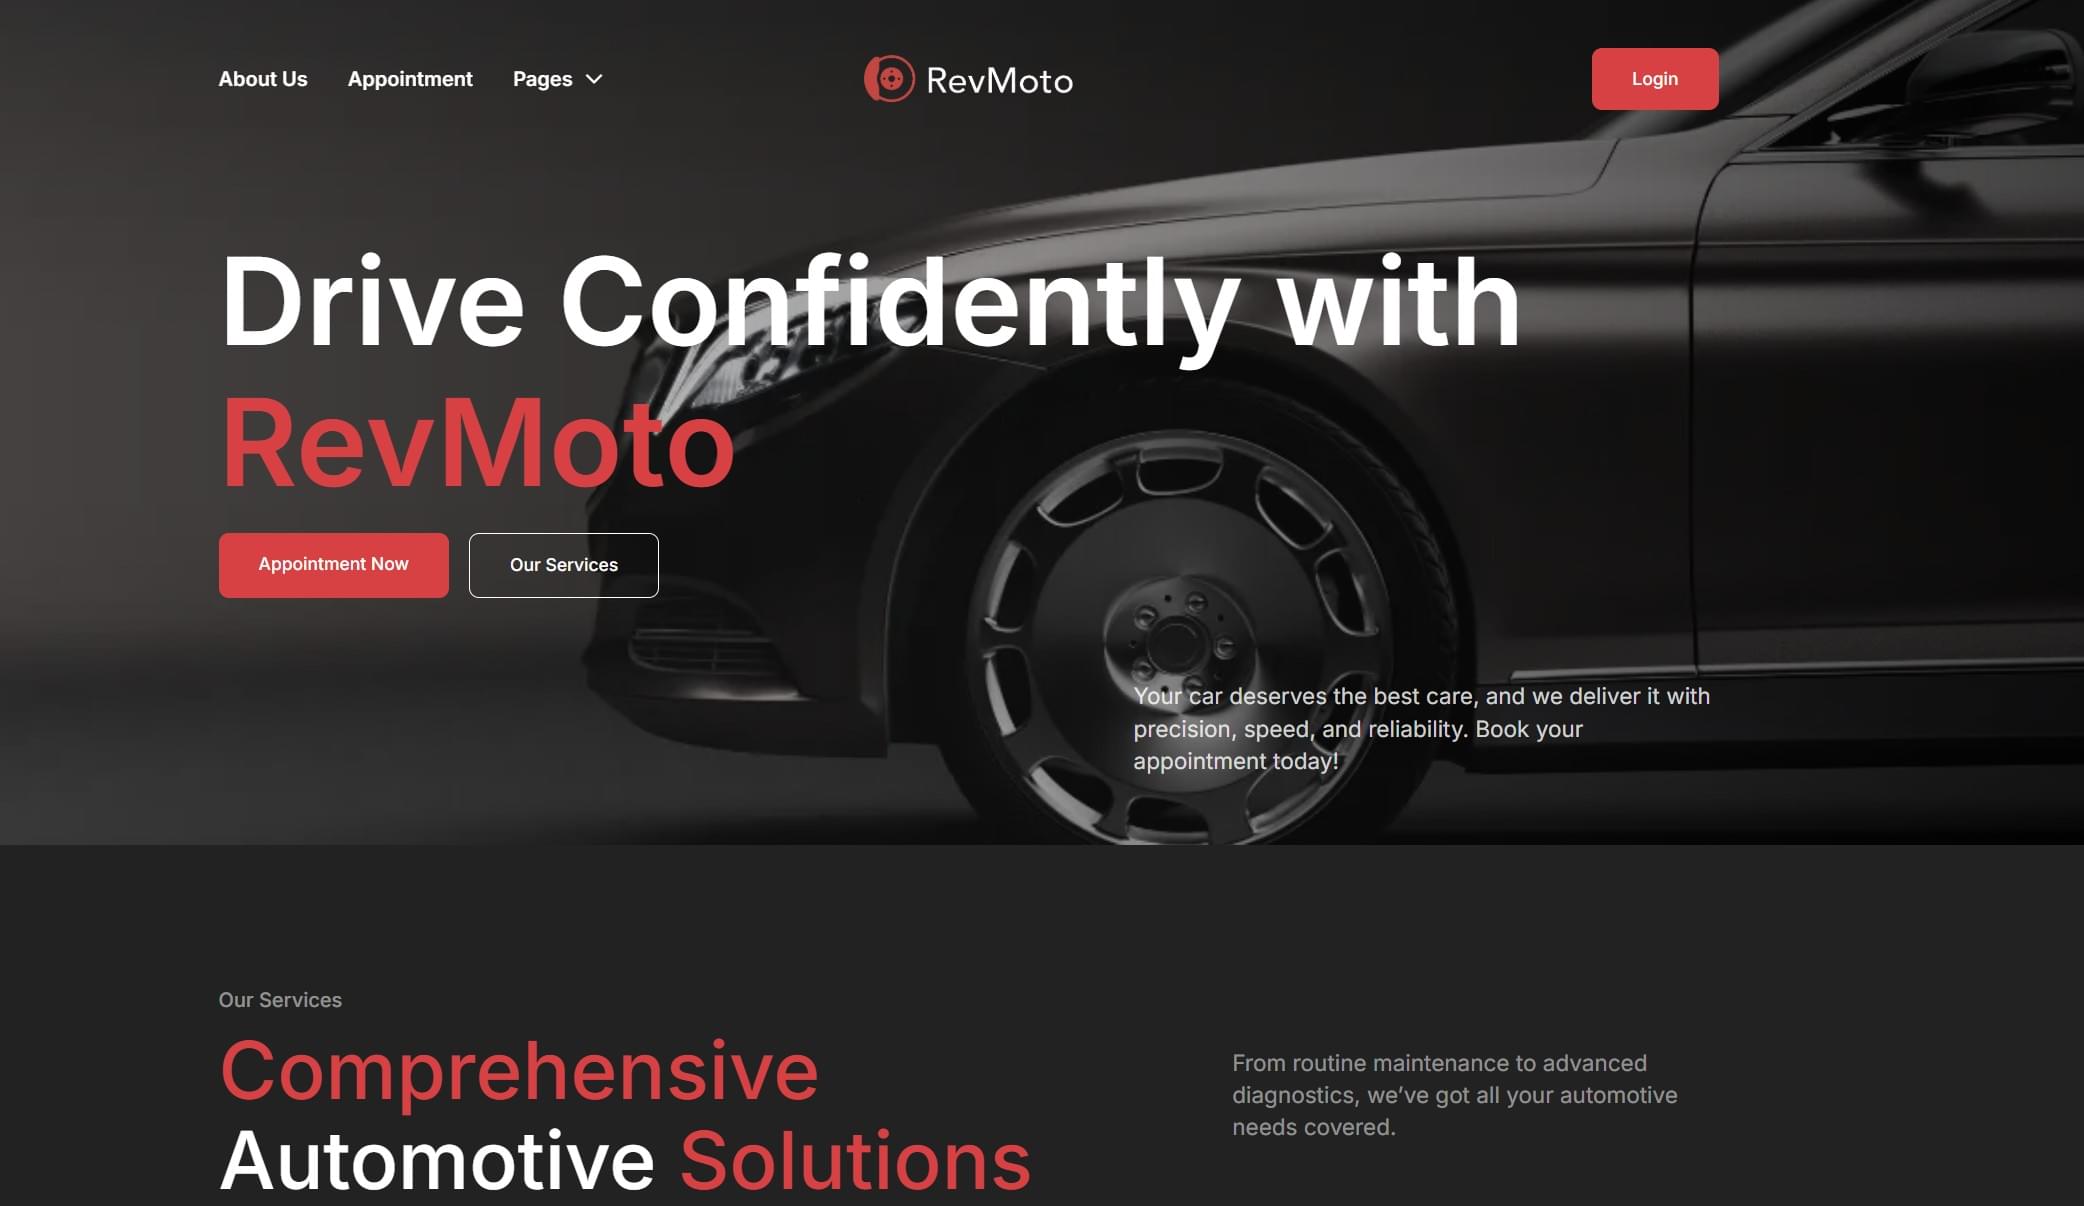 About Us
Appointment
Pages
RevMoto
Login
Drive Confidently with
RevMoto
Appointment Now
Our Services
Your car deserves the best care, and we deliver it with
precision, speed, and reliability. Book your
appointment today!
Our Services
Comprehensive
Automotive Solutions
From routine maintenance to advanced
diagnostics, we’ve got all your automotive
needs covered.